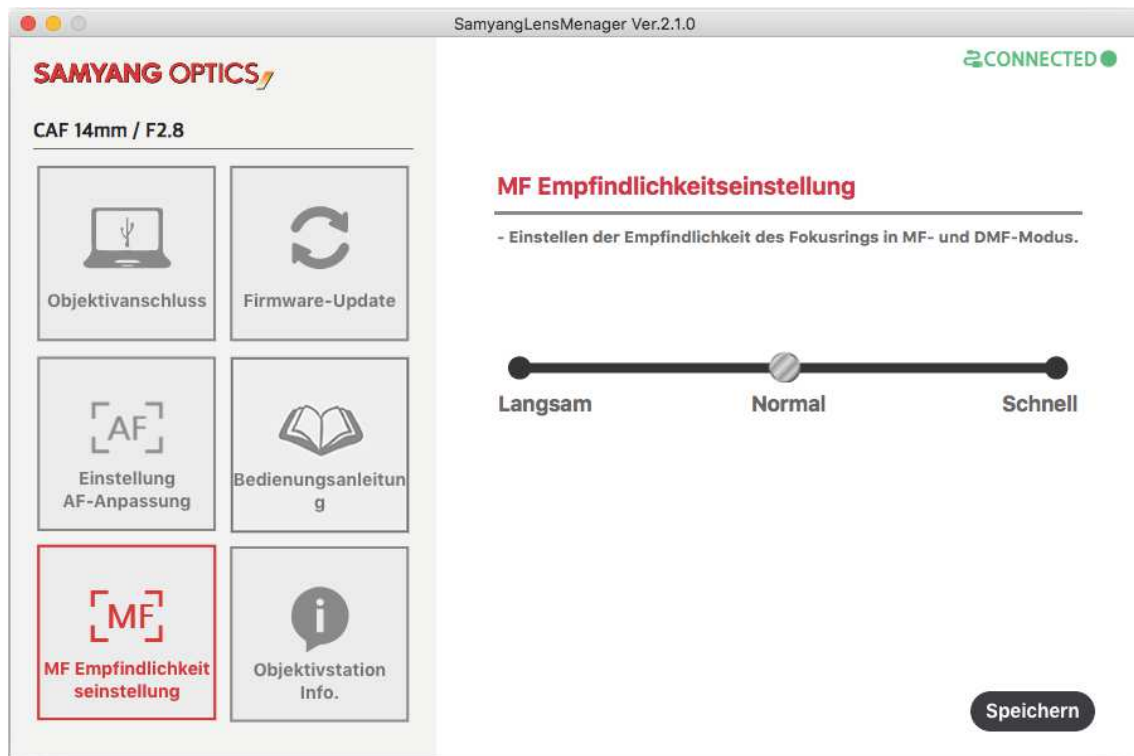 SamyangLensMenager Ver.2.1.0
SAMYANG OPTICS
CONNECTED
CAF 14mm / F2.8
Objektivanschluss
Firmware-Update
AF
Einstellung
AF-Anpassung
Bedienungsanleitun
g
MF
MF Empfindlichkeit
seinstellung
i
Objektivstation
Info.
MF Empfindlichkeitseinstellung
- Einstellen der Empfindlichkeit des Fokusrings in MF- und DMF-Modus.
Langsam
Normal
Schnell
Speichern